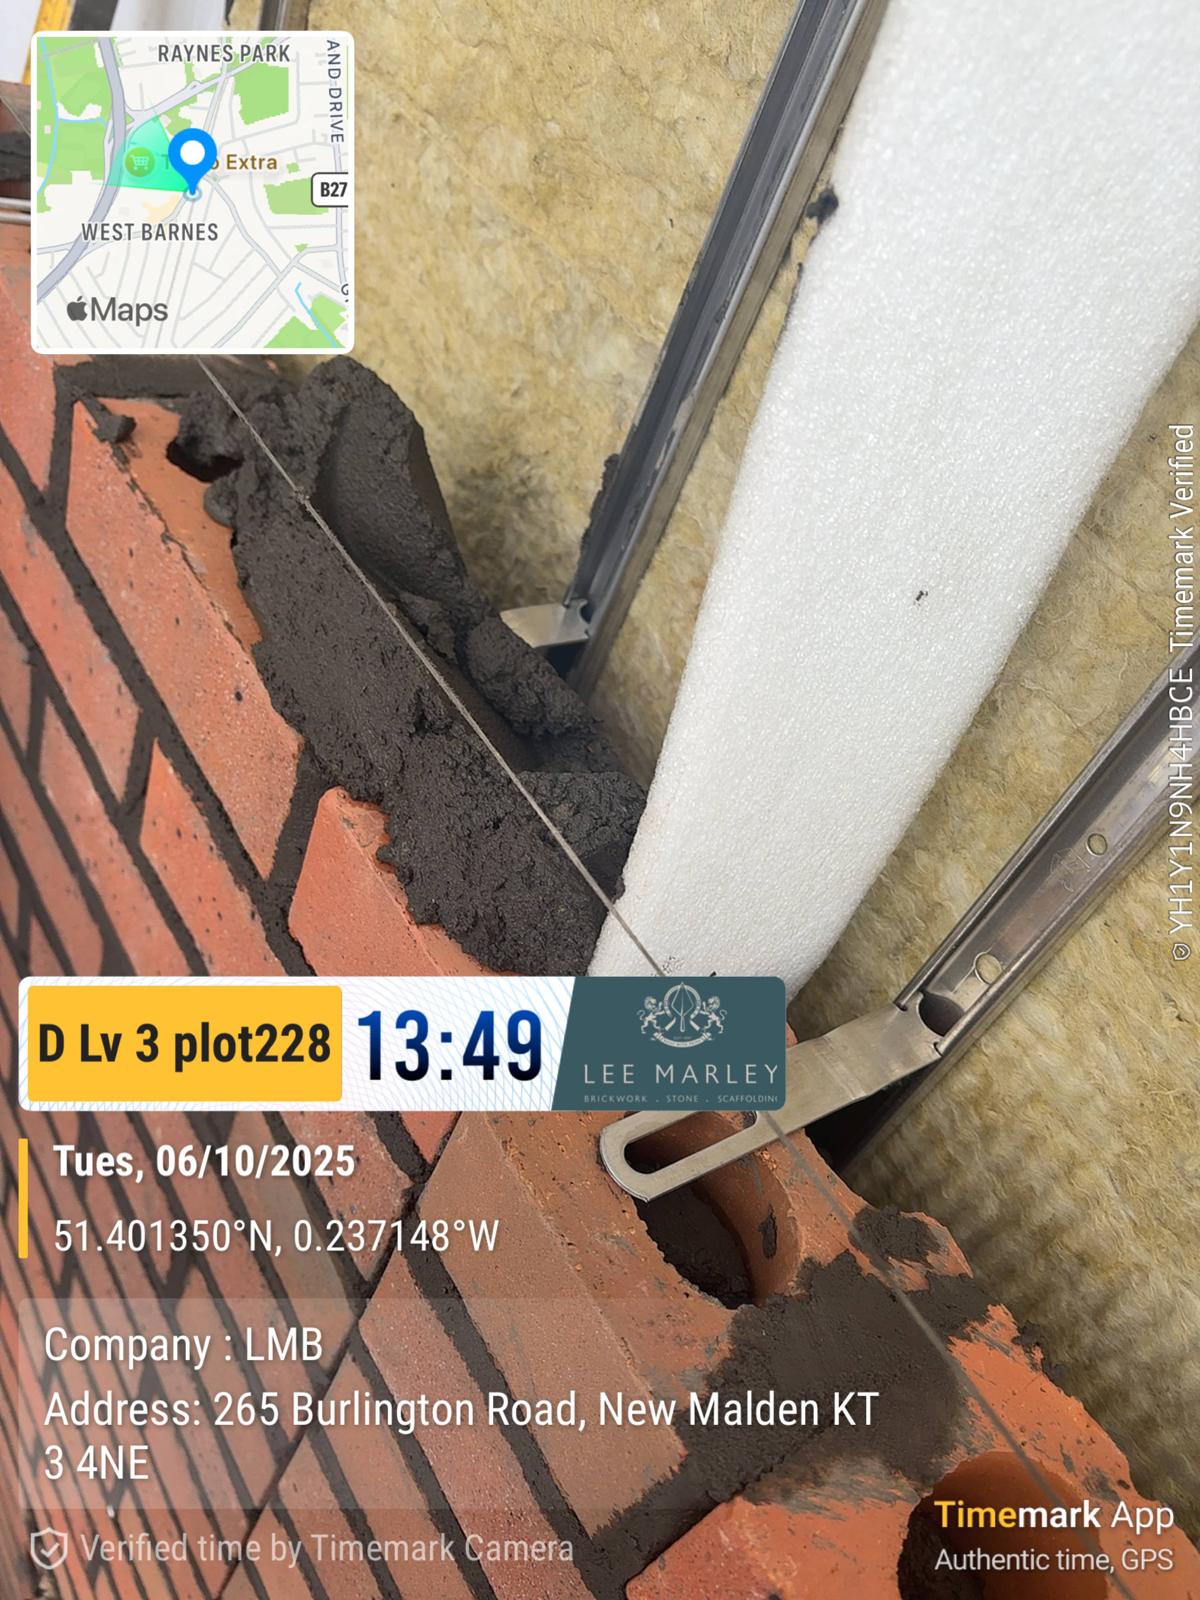 RAYNES PARK
AND DRIVE
Extra
B27
WEST BARNES
Maps
D Lv 3 plot228
13:49
LEE MARLEY
BRICKWORK . STONE . SCAFFOLDING
Tues, 06/10/2025
51.401350°N, 0.237148°W
Company : LMB
Address: 265 Burlington Road, New Malden KT
3 4NE
Verified time by Timemark Camera
Timemark App
Authentic time, GPS
YH1Y1N9NH4HBCE Timemark Verified